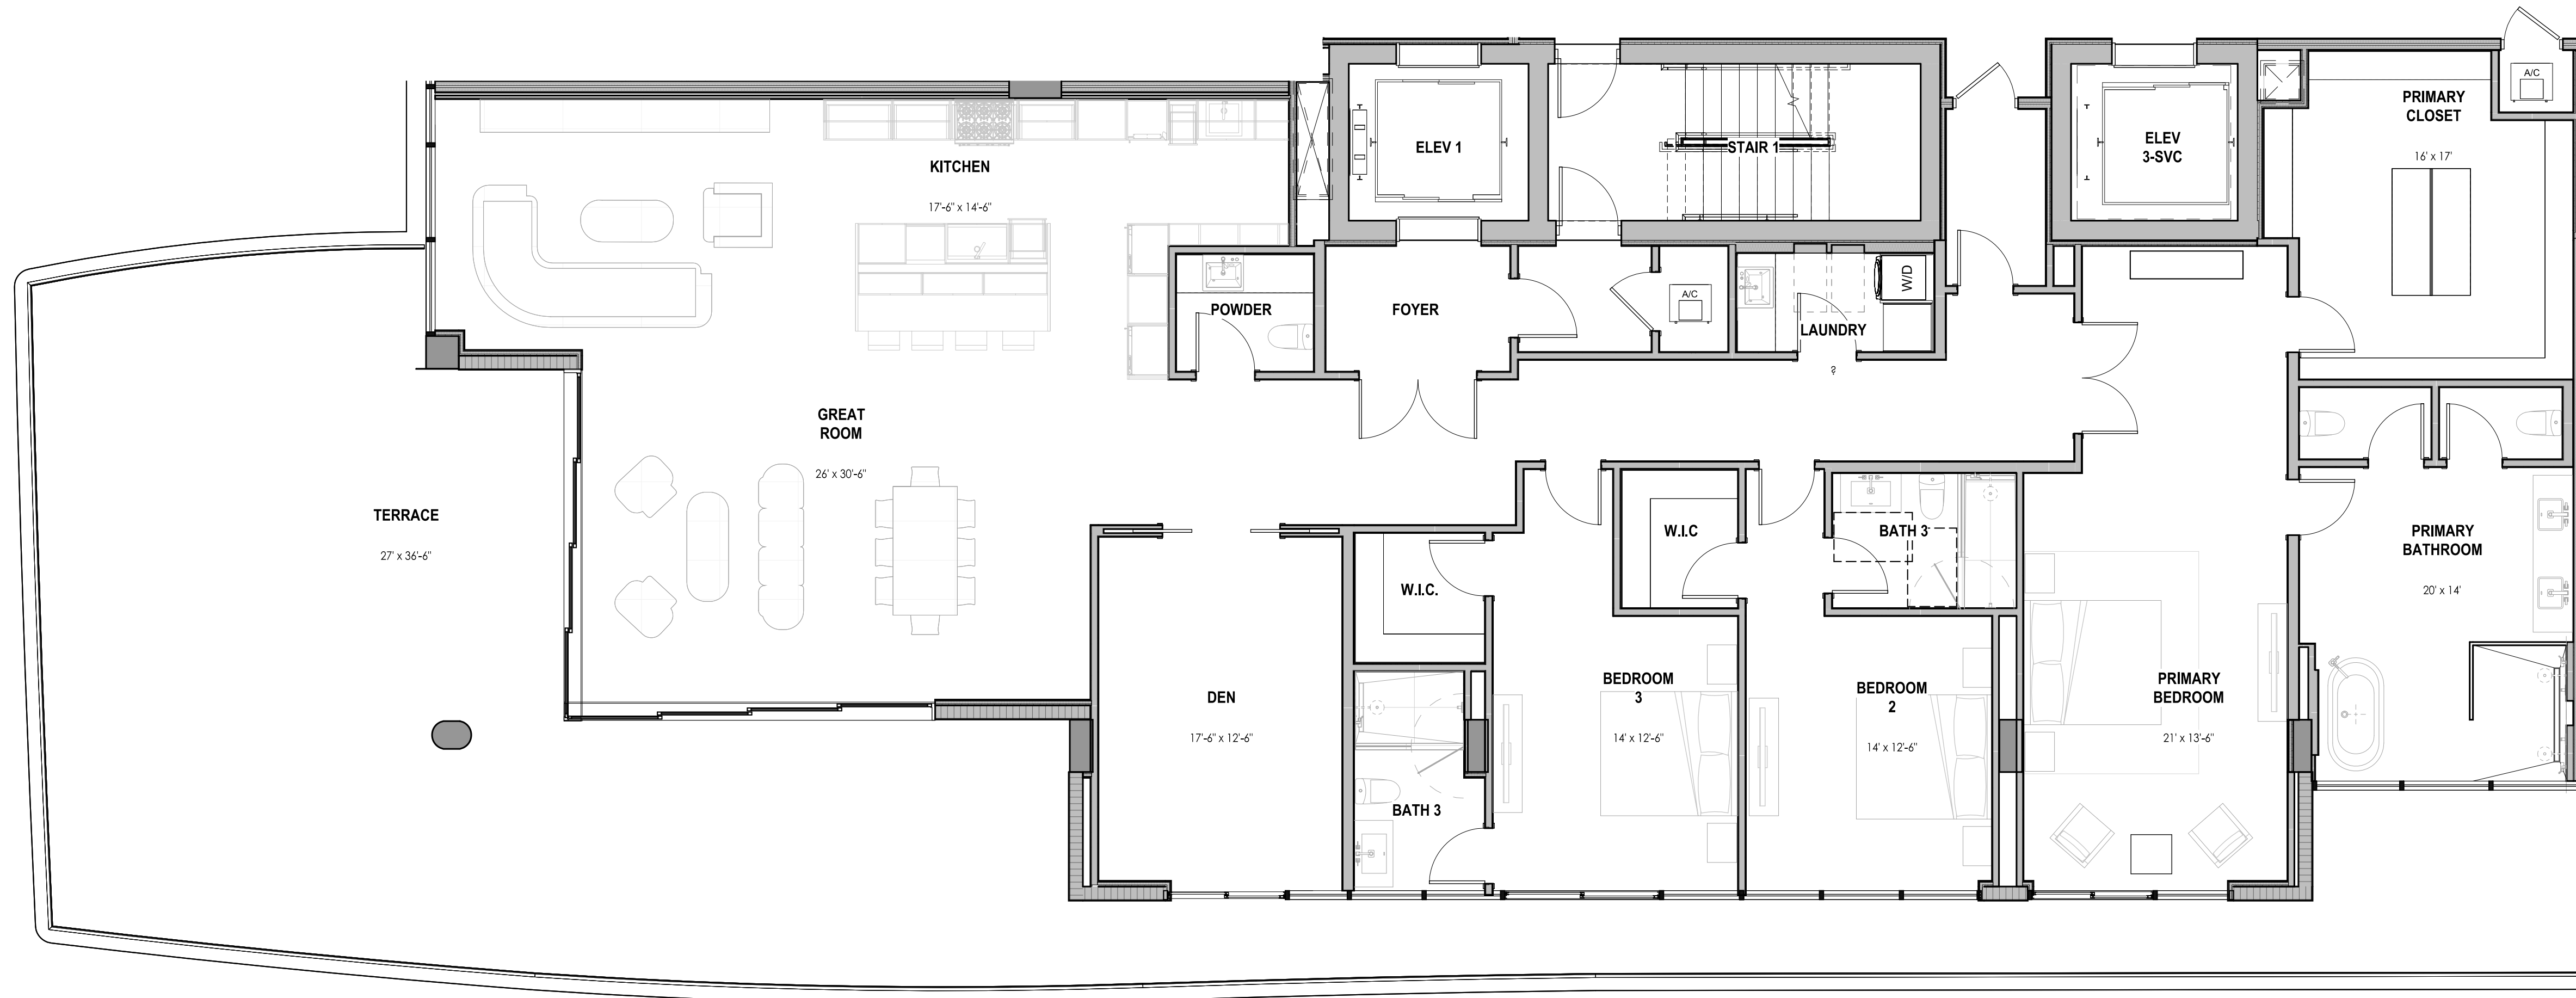 A/C
PRIMARY
CLOSET
16' x 17'
ELEV
3-SVC
ELEV 1
STAIR 1
KITCHEN
17'-6" x 14'-6"
W/D
A/C
POWDER
FOYER
LAUNDRY
?
GREAT
ROOM
26' x 30'-6"
TERRACE
27' x 36'-6"
W.I.C
BATH 3
PRIMARY
BATHROOM
20' x 14'
W.I.C.
DEN
17'-6" x 12'-6"
BEDROOM
3
14' x 12'-6"
BEDROOM
2
14' x 12'-6"
PRIMARY
BEDROOM
21' x 13'-6"
BATH 3